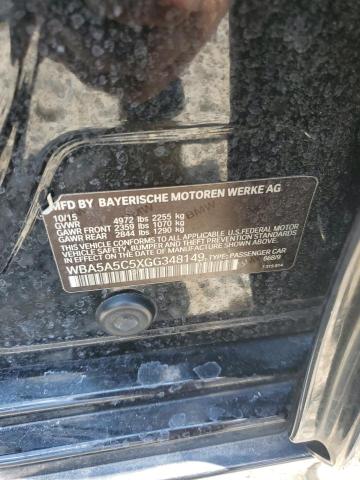 MFD BY BAYERISCHE MOTOREN WERKE AG
10/15
GVWR 4972 lbs 2255 kg
GAWR FRONT 2359 lbs 1070 kg
GAWR REAR 2844 lbs 1290 kg
THIS VEHICLE CONFORMS TO ALL APPLICABLE U.S. FEDERAL MOTOR
VEHICLE SAFETY, BUMPER, AND THEFT PREVENTION STANDARDS
IN EFFECT ON THE DATE OF MANUFACTURE SHOWN ABOVE.
WBA5A5C5XGG348149, TYPE: PASSENGER CAR
668/9